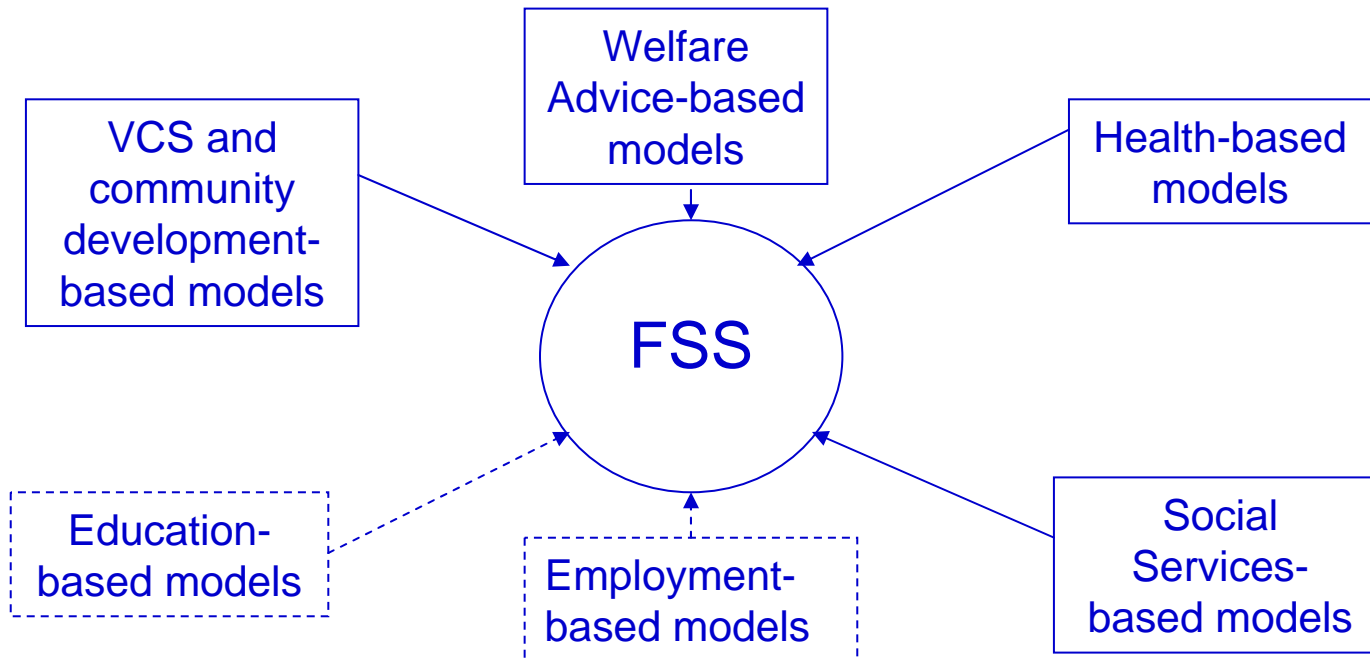 Welfare
Advice-based
models
VCS and
community
development-
based models
Health-based
models
FSS
Education-
based models
Employment-
based models
Social
Services-
based models